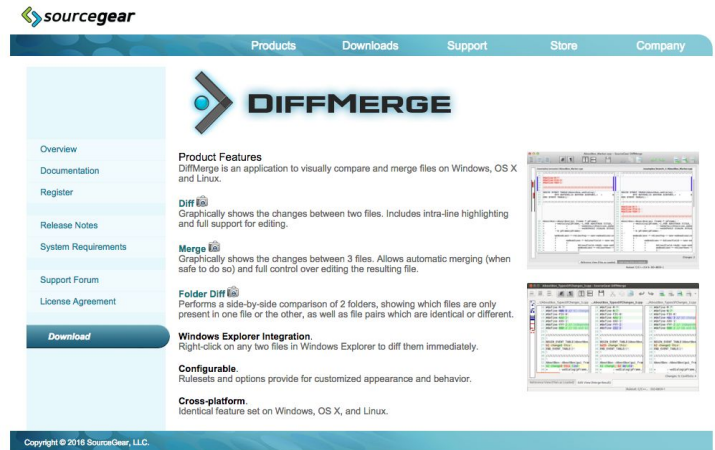 sourcegear
Products
Downloads
Support
Store
Company
DIFFMERGE
Overview
Documentation
Register
Release Notes
System Requirements
Support Forum
License Agreement
Download
Product Features
DiffMerge is an application to visually compare and merge files on Windows, OS X
and Linux.
Diff
Graphically shows the changes between two files. Includes intra-line highlighting
and full support for editing.
Merge
Graphically shows the changes between 3 files. Allows automatic merging (when
safe to do so) and full control over editing the resulting file.
Folder Diff
Performs a side-by-side comparison of 2 folders, showing which files are only
present in one file or the other, as well as file pairs which are identical or different.
Windows Explorer Integration.
Right-click on any two files in Windows Explorer to diff them immediately.
Configurable.
Rulesets and options provide for customized appearance and behavior.
Cross-platform.
Identical feature set on Windows, OS X, and Linux.
Copyright © 2016 SourceGear, LLC.